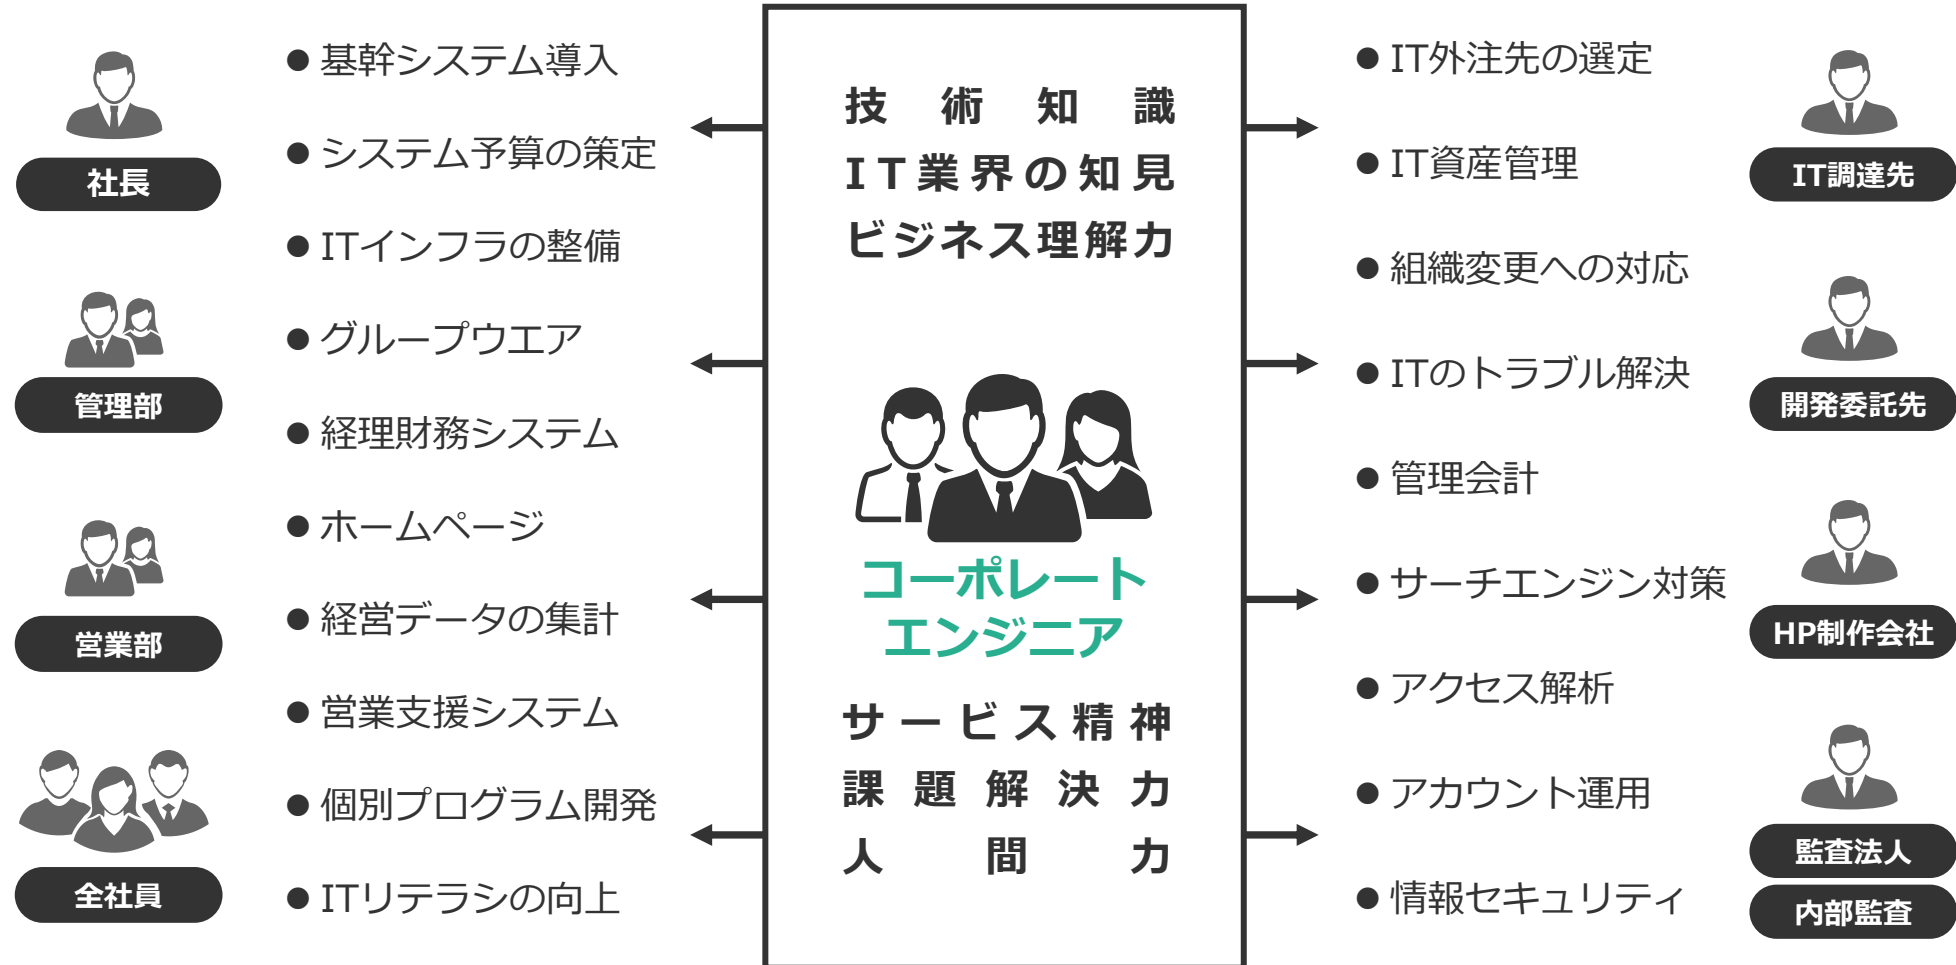 社長
管理部
営業部
全社員
基幹システム導入
システム予算の策定
ITインフラの整備
グループウエア
経理財務システム
ホームページ
経営データの集計
営業支援システム
個別プログラム開発
ITリテラシの向上
技術知識
IT業界の知見
ビジネス理解力
コーポレート
エンジニア
サービス精神
課題解決力
人間力
IT外注先の選定
IT資産管理
組織変更への対応
ITのトラブル解決
管理会計
サーチエンジン対策
アクセス解析
アカウント運用
情報セキュリティ
IT調達先
開発委託先
HP制作会社
監査法人
内部監査